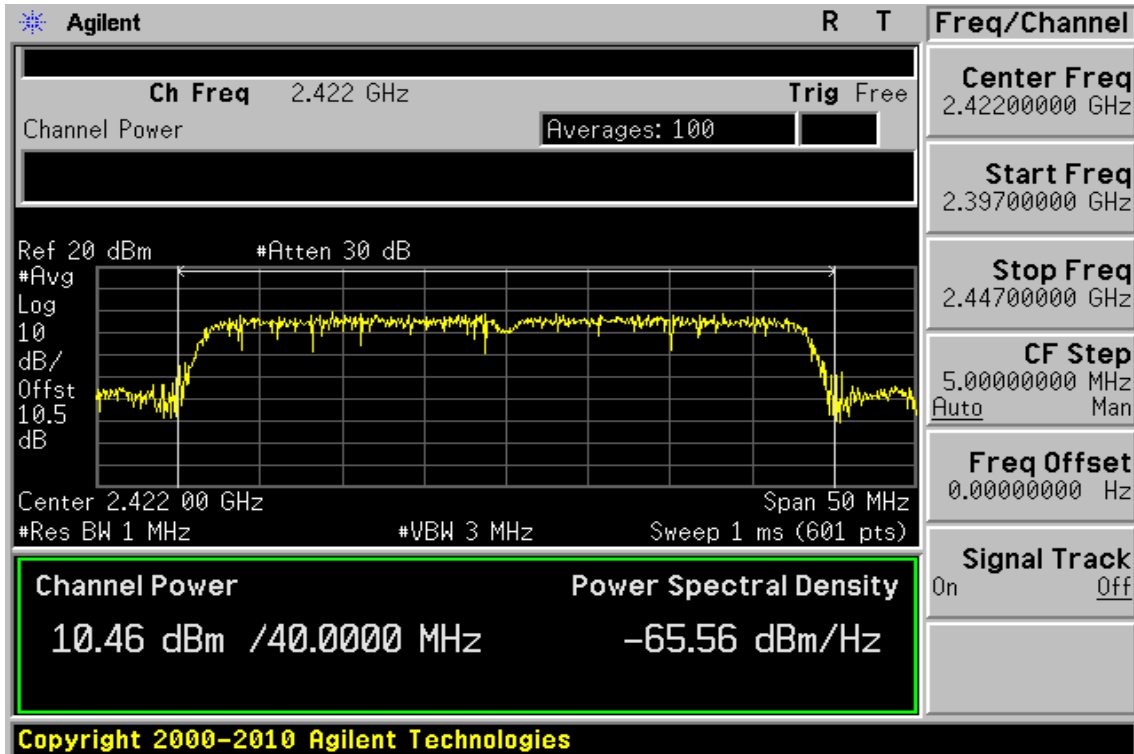 Agilent R T
Freq/Channel
Ch Freq 2.422 GHz Trig Free
Channel Power Averages: 100
Ref 20 dBm #Atten 30 dB
#Avg
Log
10
dB/
Offst
10.5
dB
Center 2.422 00 GHz Span 50 MHz
#Res BW 1 MHz #VBW 3 MHz Sweep 1 ms (601 pts)
Channel Power Power Spectral Density
10.46 dBm /40.0000 MHz -65.56 dBm/Hz
Center Freq
2.42200000 GHz
Start Freq
2.39700000 GHz
Stop Freq
2.44700000 GHz
CF Step
5.00000000 MHz
Auto Man
Freq Offset
0.00000000 Hz
Signal Track
On Off
Copyright 2000-2010 Agilent Technologies